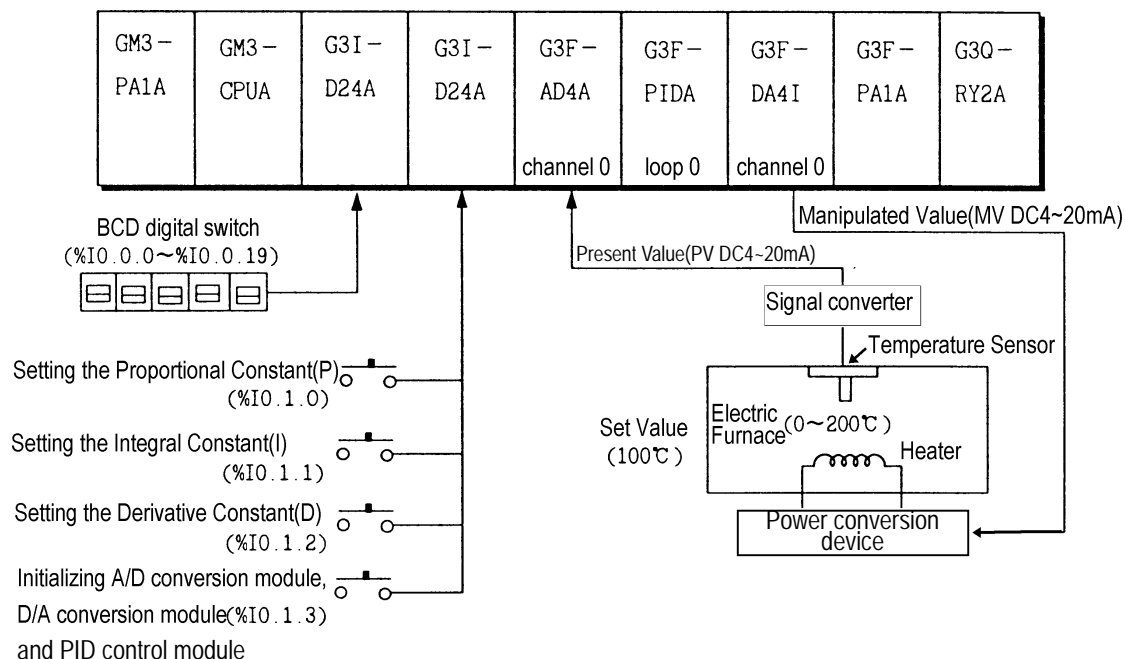 GM3-
PA1A
GM3-
CPUA
G3I-
D24A
G3I-
D24A
G3F-
AD4A
channel 0
G3F-
PIDA
loop 0
G3F-
DA4I
channel 0
G3F-
PA1A
G3Q-
RY2A
BCD digital switch
(%I0.0.0~%I0.0.19)
Manipulated Value(MV DC4~20mA)
Present Value(PV DC4~20mA)
Signal converter
Temperature Sensor
Setting the Proportional Constant(P)
(%I0.1.0)
Setting the Integral Constant(I)
(%I0.1.1)
Setting the Derivative Constant(D)
(%I0.1.2)
Initializing A/D conversion module,
D/A conversion module(%I0.1.3)
and PID control module
Set Value
(100℃)
Electric
Furnace(0~200℃)
Heater
Power conversion
device